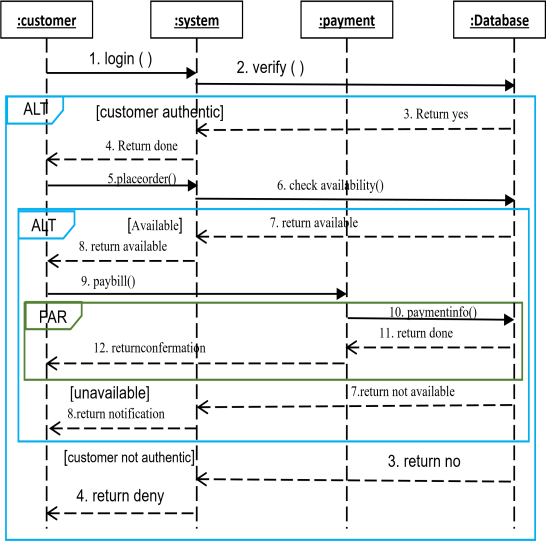 :customer
:system
:payment
:Database
1. login ( )
2. verify ( )
ALT
[customer authentic]
3. Return yes
4. Return done
5.placeorder()
6. check availability()
ALT
[Available]
7. return available
8. return available
9. paybill()
PAR
10. paymentinfo()
11. return done
12. returnconfermation
[unavailable]
7.return not available
8.return notification
[customer not authentic]
3. return no
4. return deny